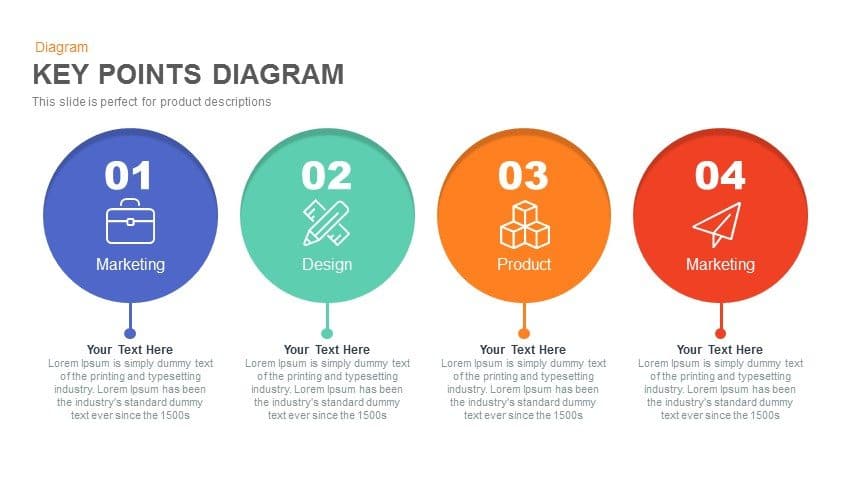 Diagram
KEY POINTS DIAGRAM
This slide is perfect for product descriptions
01
Marketing
02
Design
03
Product
04
Marketing
Your Text Here
Lorem Ipsum is simply dummy text
of the printing and typesetting
industry. Lorem Ipsum has been
the industry's standard dummy
text ever since the 1500s
Your Text Here
Lorem Ipsum is simply dummy text
of the printing and typesetting
industry. Lorem Ipsum has been
the industry's standard dummy
text ever since the 1500s
Your Text Here
Lorem Ipsum is simply dummy text
of the printing and typesetting
industry. Lorem Ipsum has been
the industry's standard dummy
text ever since the 1500s
Your Text Here
Lorem Ipsum is simply dummy text
of the printing and typesetting
industry. Lorem Ipsum has been
the industry's standard dummy
text ever since the 1500s